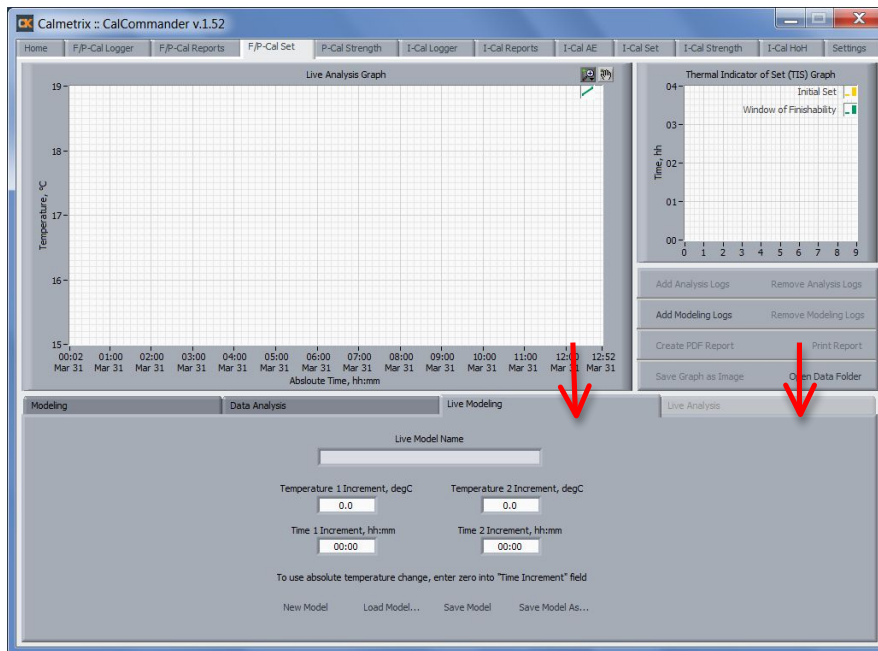 Calmetrix :: CalCommander v.1.52
Home F/P-Cal Logger F/P-Cal Reports F/P-Cal Set P-Cal Strength I-Cal Logger I-Cal Reports I-Cal AE I-Cal Set I-Cal Strength I-Cal HoH Settings
Live Analysis Graph
19
18
17
16
15
Temperature, ºC
00:02 01:00 02:00 03:00 04:00 05:00 06:00 07:00 08:00 09:00 10:00 11:00 12:00 12:52
Mar 31 Mar 31 Mar 31 Mar 31 Mar 31 Mar 31 Mar 31 Mar 31 Mar 31 Mar 31 Mar 31 Mar 31 Mar 31 Mar 31
Absloute Time, hh:mm
Thermal Indicator of Set (TIS) Graph
Initial Set
Window of Finishability
04
03
02
01
00
Time, hh
0 1 2 3 4 5 6 7 8 9
Add Analysis Logs Remove Analysis Logs
Add Modeling Logs Remove Modeling Logs
Create PDF Report Print Report
Save Graph as Image Open Data Folder
Modeling Data Analysis Live Modeling Live Analysis
Live Model Name
Temperature 1 Increment, degC Temperature 2 Increment, degC
0.0 0.0
Time 1 Increment, hh:mm Time 2 Increment, hh:mm
00:00 00:00
To use absolute temperature change, enter zero into "Time Increment" field
New Model Load Model... Save Model Save Model As...